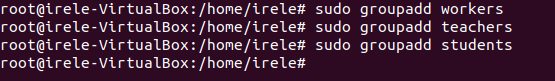 root@irele-VirtualBox:/home/irele# sudo groupadd workers
root@irele-VirtualBox:/home/irele# sudo groupadd teachers
root@irele-VirtualBox:/home/irele# sudo groupadd students
root@irele-VirtualBox:/home/irele#